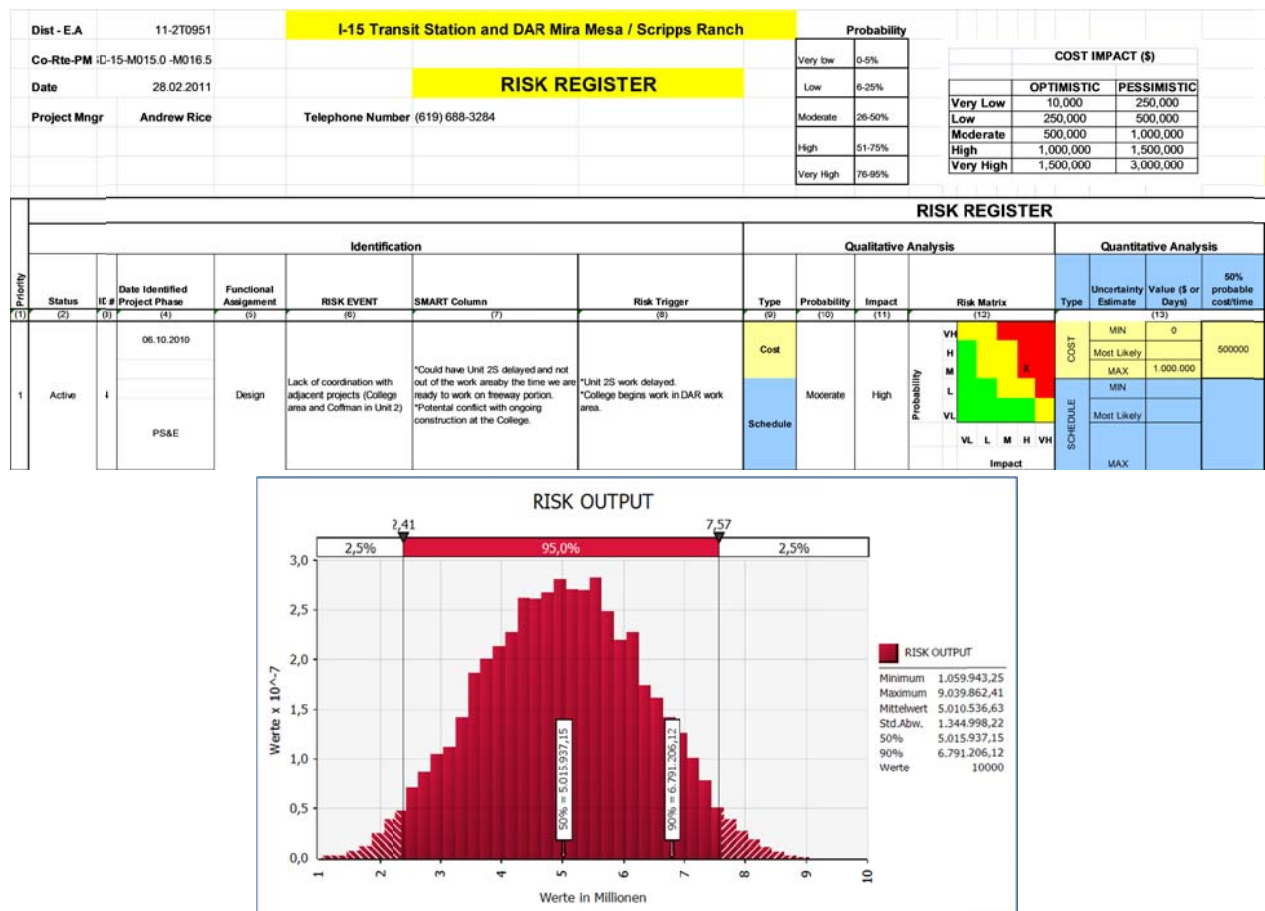 Dist - E.A 11-2T0951 I-15 Transit Station and DAR Mira Mesa / Scripps Ranch Probability
Co-Rte-PM -15-M015.0 -M016.5 Very low 0-5% COST IMPACT ($)
Date 28.02.2011 RISK REGISTER Low 6-25% OPTIMISTIC PESSIMISTIC
Very Low 10,000 250,000
Project Mngr Andrew Rice Telephone Number (619) 688-3284 Moderate 26-50% Low 250,000 500,000
Moderate 500,000 1,000,000
High 51-75% High 1,000,000 1,500,000
Very High 76-95% Very High 1,500,000 3,000,000
RISK REGISTER
Identification Qualitative Analysis Quantitative Analysis
Priority Status ID # Date Identified Project Phase Functional Assignment RISK EVENT SMART Column Risk Trigger Type Probability Impact Risk Matrix Type Uncertainty Estimate Value ($ or Days) 50% probable cost/time
(1) (2) (3) (4) (5) (6) (7) (8) (9) (10) (11) (12) (13)
06.10.2010
1 Active Design
PS&E
Lack of coordination with
adjacent projects (College
area and Coffman in Unit 2)
*Could have Unit 2S delayed and not
out of the work areaby the time we are
ready to work on freeway portion.
*Potental conflict with ongoing
construction at the College.
*Unit 2S work delayed.
*College begins work in DAR work
area.
Cost
Schedule
Moderate High
Probability
VH
H
M X
L
VL
VL L M H VH
Impact
COST MIN 0
Most Likely 500000
MAX 1.000.000
SCHEDULE MIN
Most Likely
MAX
RISK OUTPUT
2,41 7,57
2,5% 95,0% 2,5%
3,0
2,5
2,0
1,5
1,0
0,5
0,0
Werte x 10^-7
50% = 5.015.937,15
90% = 6.791.206,12
1 2 3 4 5 6 7 8 9 10
Werte in Millionen
RISK OUTPUT
Minimum 1.059.943,25
Maximum 9.039.862,41
Mittelwert 5.010.536,63
Std.Abw. 1.344.998,22
50% 5.015.937,15
90% 6.791.206,12
Werte 10000